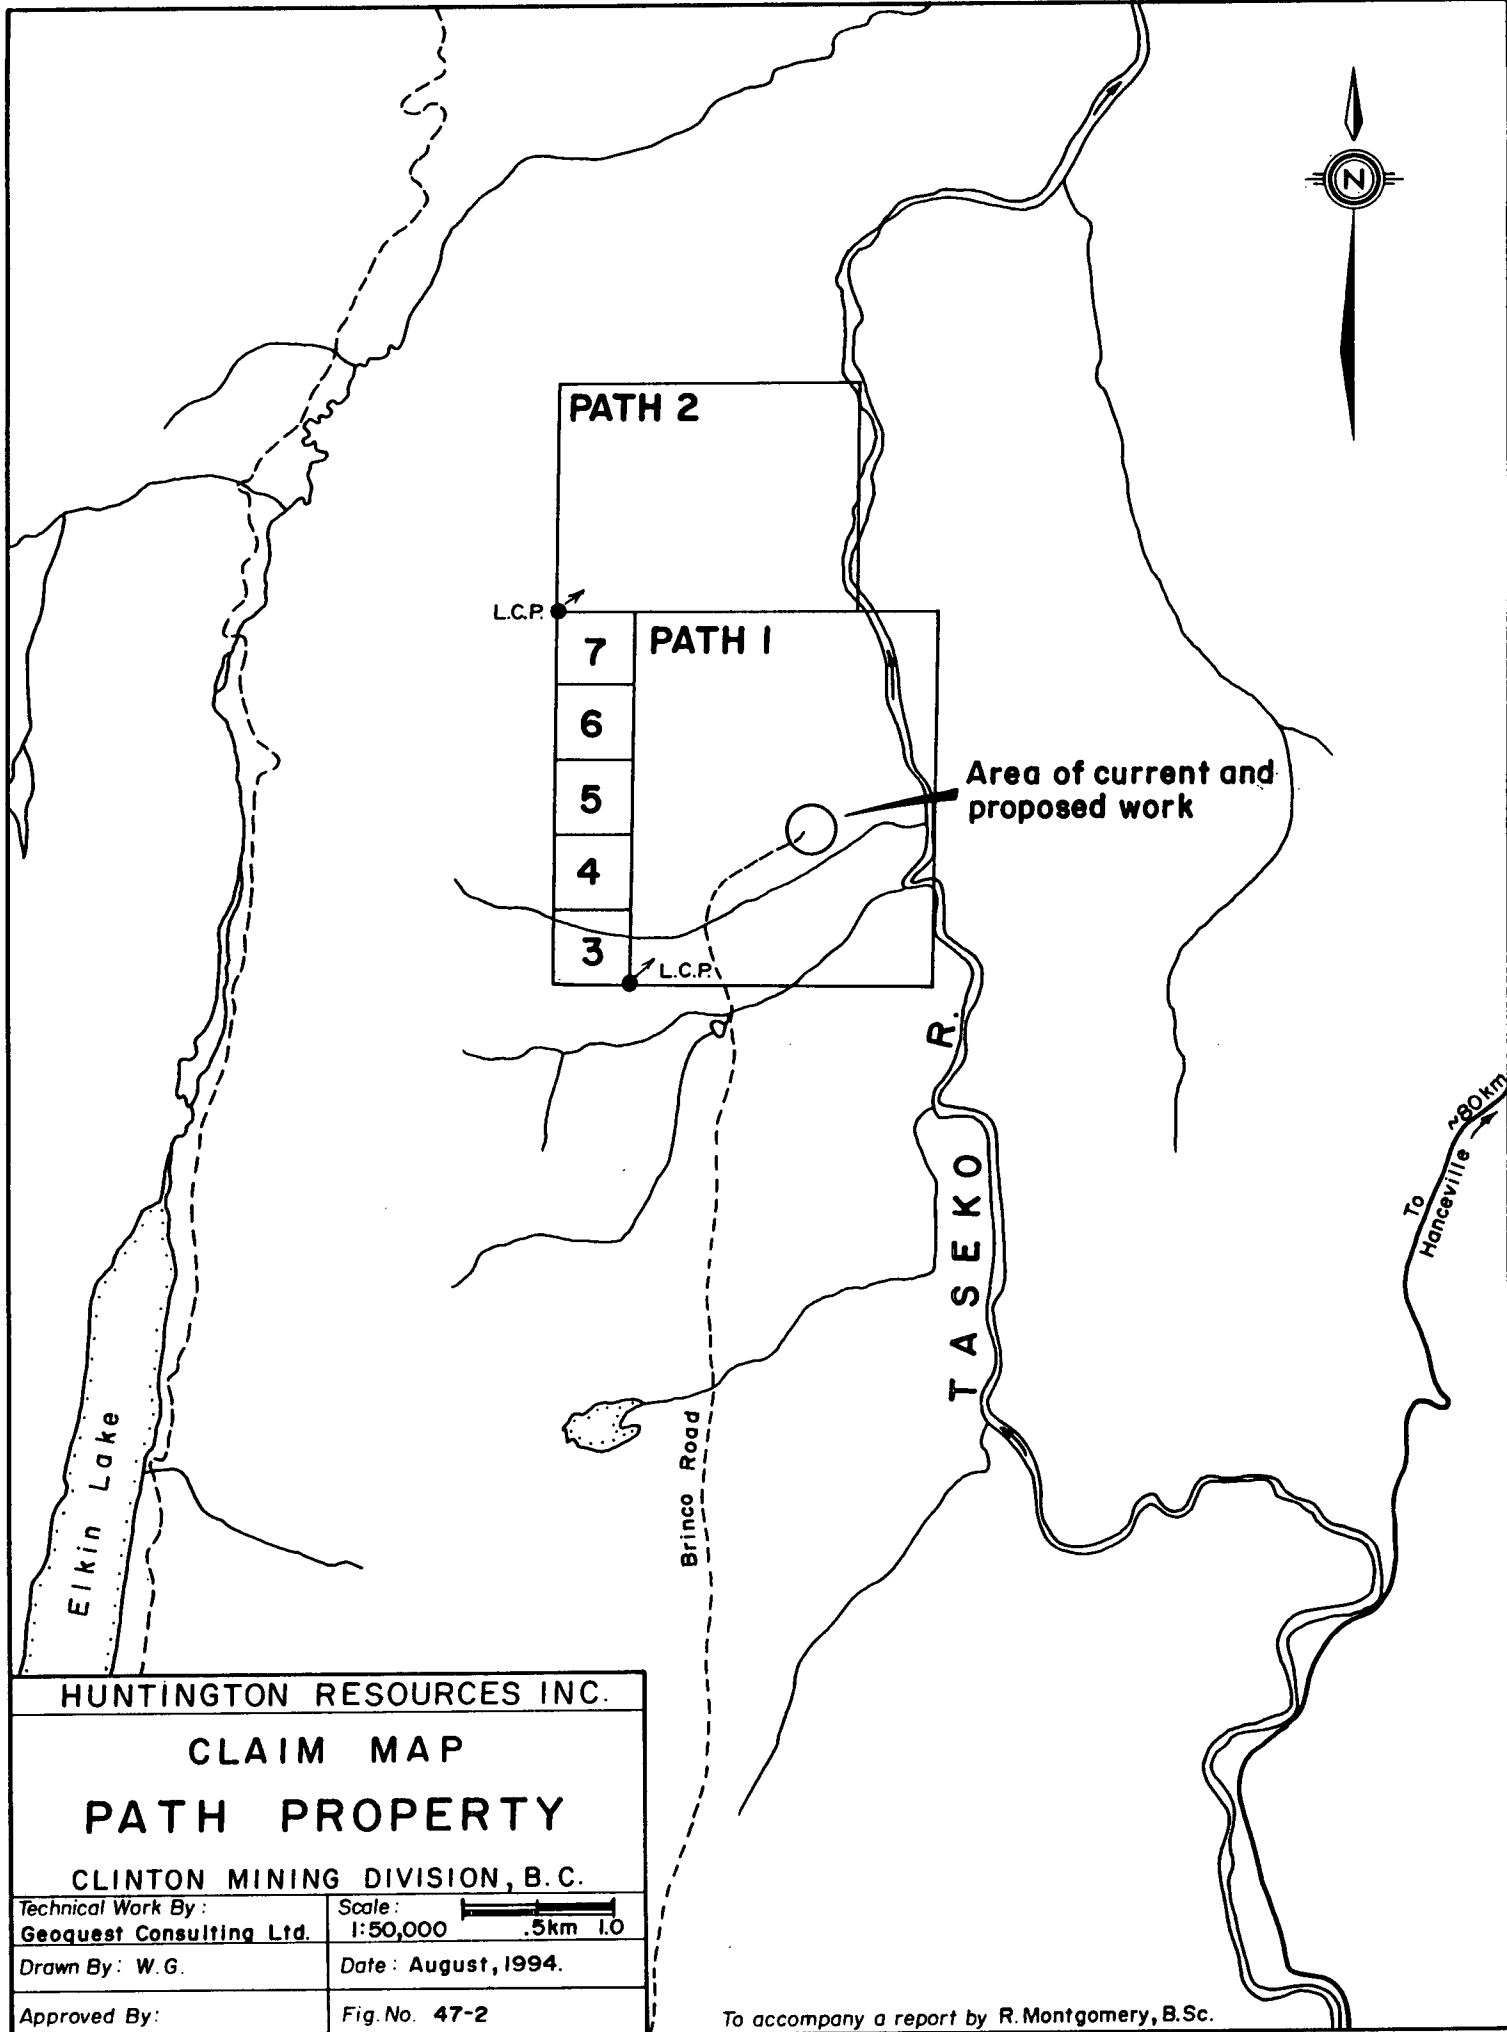 N
PATH 2
L.C.P.
7
PATH 1
6
5
4
3
L.C.P.
Area of current and
proposed work
TASEKO R.
To
Hanceville
~80km
Brinco Road
Elkin Lake
HUNTINGTON RESOURCES INC.
CLAIM MAP
PATH PROPERTY
CLINTON MINING DIVISION, B.C.
Technical Work By:
Geoquest Consulting Ltd.
Scale:
1:50,000
.5km 1.0
Drawn By: W.G.
Date: August, 1994.
Approved By:
Fig. No. 47-2
To accompany a report by R. Montgomery, B.Sc.